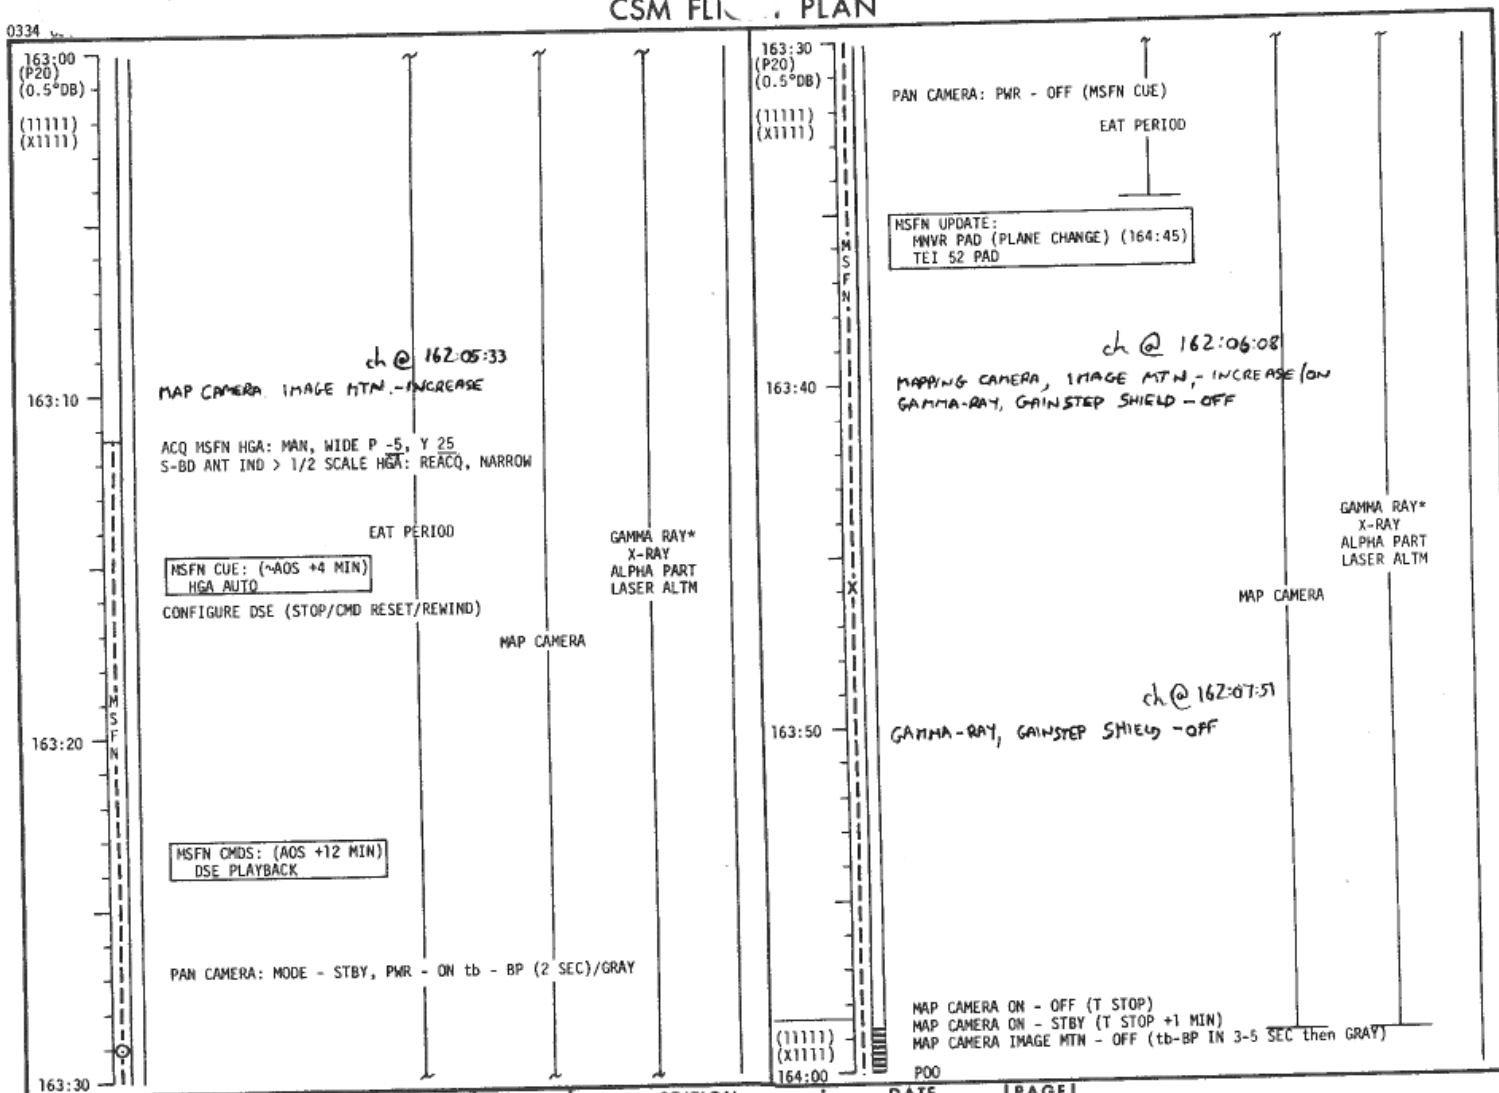 CSM FLI PLAN
0334
163:00
(P20)
(0.5°DB)
(11111)
(X1111)
ch @ 162:05:33
MAP CAMERA IMAGE MTN.-INCREASE
163:10
ACQ MSFN HGA: MAN, WIDE P -5, Y 25
S-BD ANT IND > 1/2 SCALE HGA: REACQ, NARROW
EAT PERIOD
GAMMA RAY*
X-RAY
ALPHA PART
LASER ALTM
MSFN CUE: (~AOS +4 MIN)
HGA AUTO
CONFIGURE DSE (STOP/CMD RESET/REWIND)
MAP CAMERA
MSFN
163:20
MSFN CMDS: (AOS +12 MIN)
DSE PLAYBACK
PAN CAMERA: MODE - STBY, PWR - ON tb - BP (2 SEC)/GRAY
163:30
163:30
(P20)
(0.5°DB)
(11111)
(X1111)
PAN CAMERA: PWR - OFF (MSFN CUE)
EAT PERIOD
MSFN UPDATE:
MNVR PAD (PLANE CHANGE) (164:45)
TEI 52 PAD
MSFN
ch @ 162:06:08
163:40
MAPPING CAMERA, IMAGE MTN,- INCREASE/ON
GAMMA-RAY, GAINSTEP SHIELD - OFF
GAMMA RAY*
X-RAY
ALPHA PART
LASER ALTM
X
MAP CAMERA
ch @ 162:07:51
163:50
GAMMA-RAY, GAINSTEP SHIELD - OFF
MAP CAMERA ON - OFF (T STOP)
MAP CAMERA ON - STBY (T STOP +1 MIN)
MAP CAMERA IMAGE MTN - OFF (tb-BP IN 3-5 SEC then GRAY)
(11111)
(X1111)
164:00
P00
DATE
PAGE